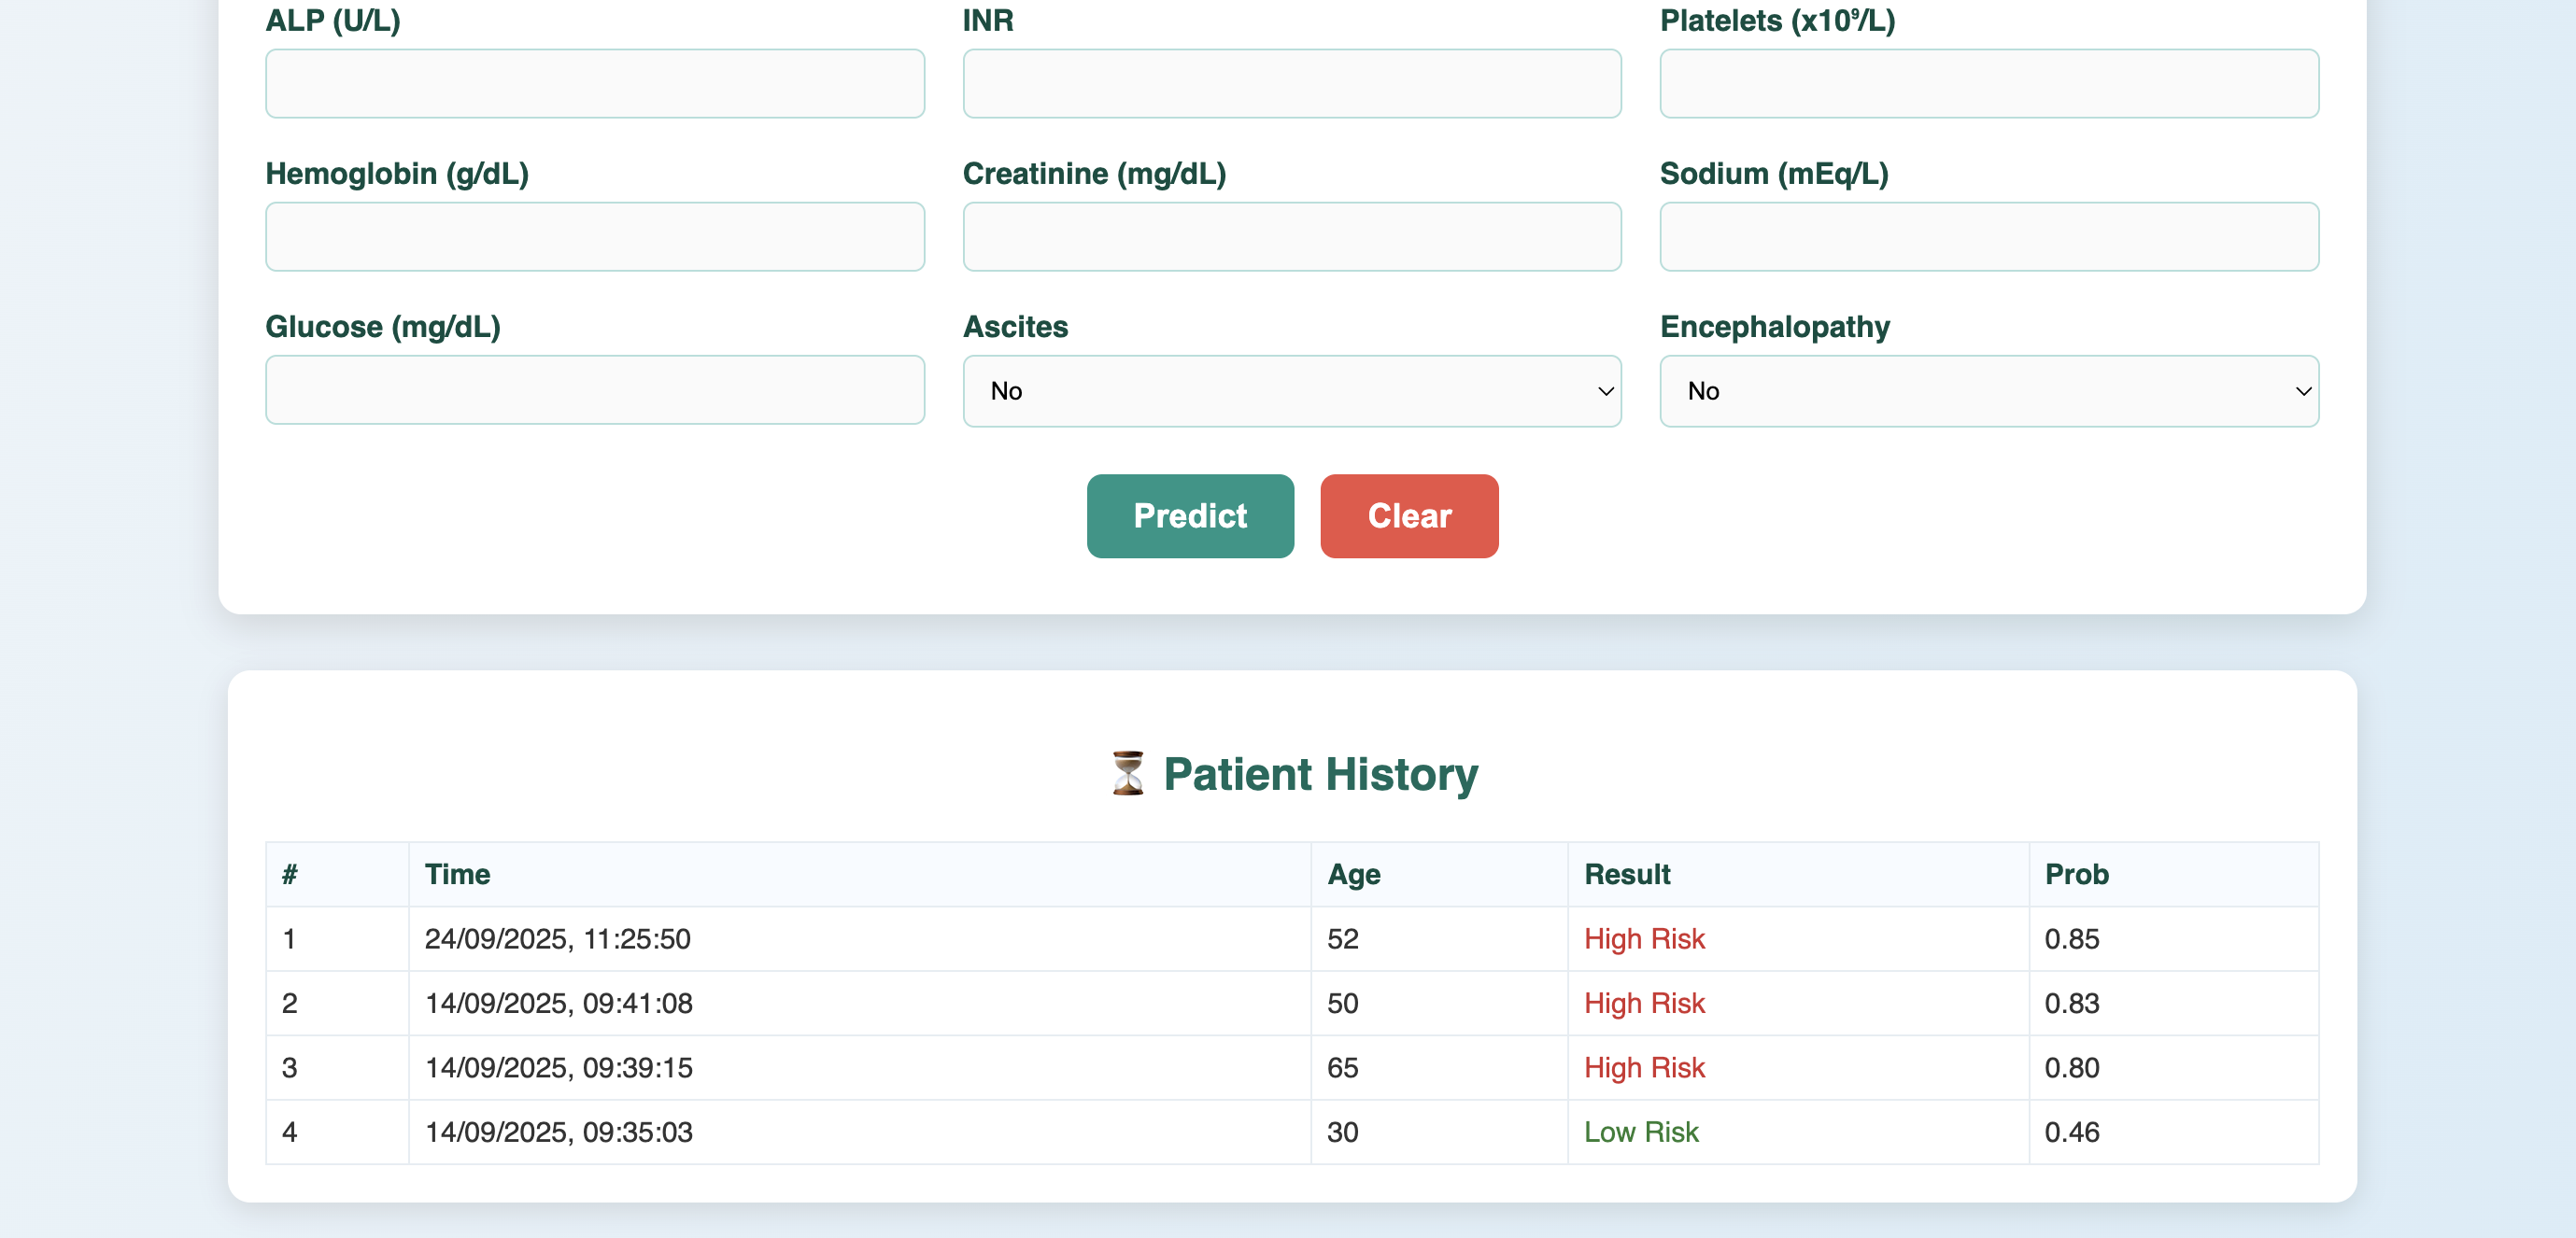 ALP (U/L) INR Platelets (x10⁹/L)
Hemoglobin (g/dL) Creatinine (mg/dL) Sodium (mEq/L)
Glucose (mg/dL) Ascites Encephalopathy
No No
Predict Clear
⏳ Patient History
# Time Age Result Prob
1 24/09/2025, 11:25:50 52 High Risk 0.85
2 14/09/2025, 09:41:08 50 High Risk 0.83
3 14/09/2025, 09:39:15 65 High Risk 0.80
4 14/09/2025, 09:35:03 30 Low Risk 0.46